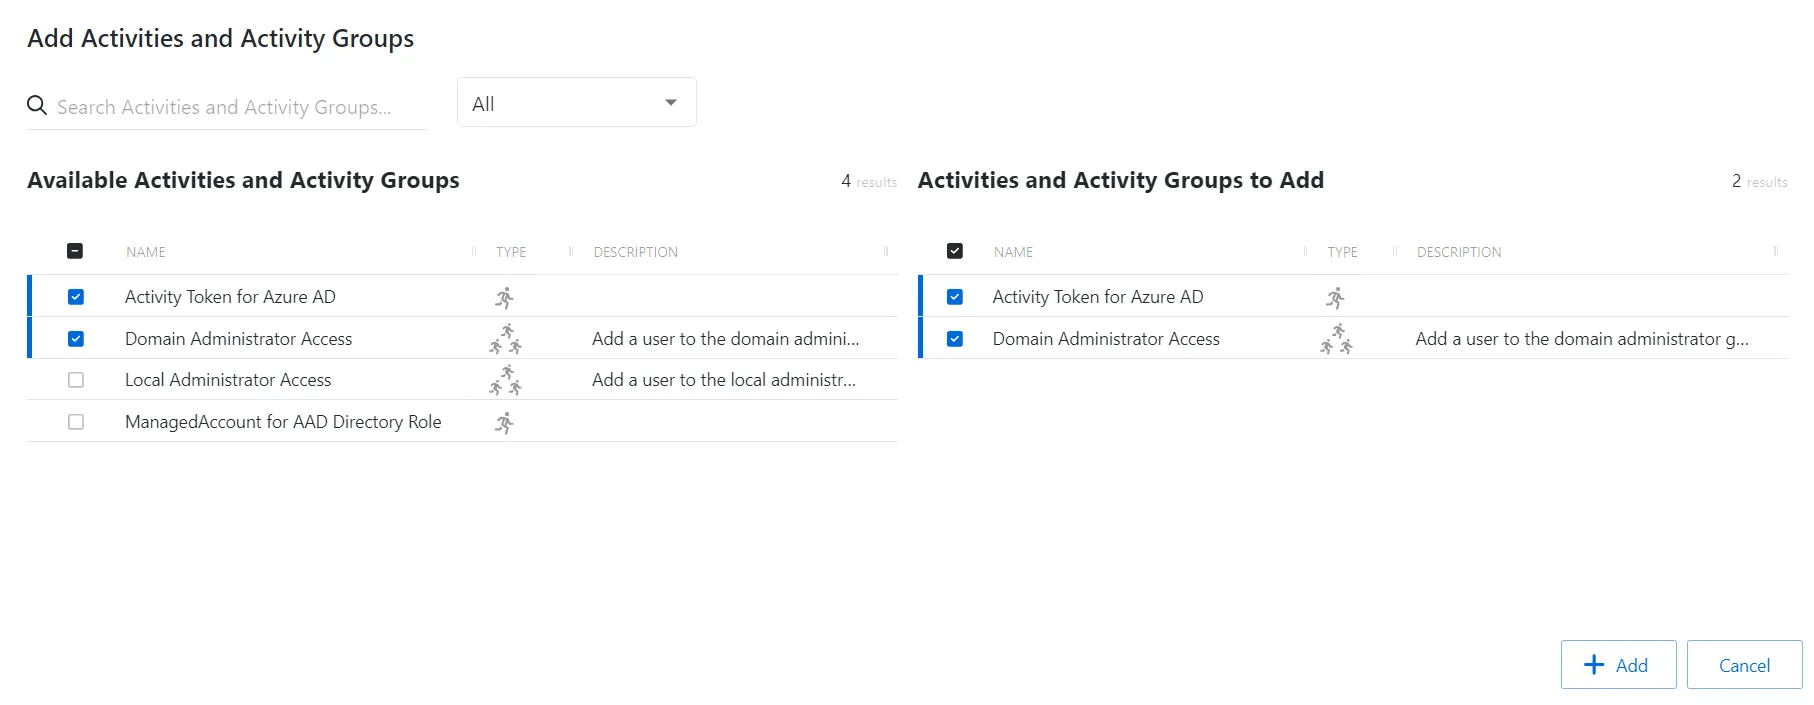 Add Activities and Activity Groups
Search Activities and Activity Groups...
All
Available Activities and Activity Groups
4 results
NAME TYPE DESCRIPTION
Activity Token for Azure AD
Domain Administrator Access Add a user to the domain admini...
Local Administrator Access Add a user to the local administr...
ManagedAccount for AAD Directory Role
Activities and Activity Groups to Add
2 results
NAME TYPE DESCRIPTION
Activity Token for Azure AD
Domain Administrator Access Add a user to the domain administrator g...
Add
Cancel